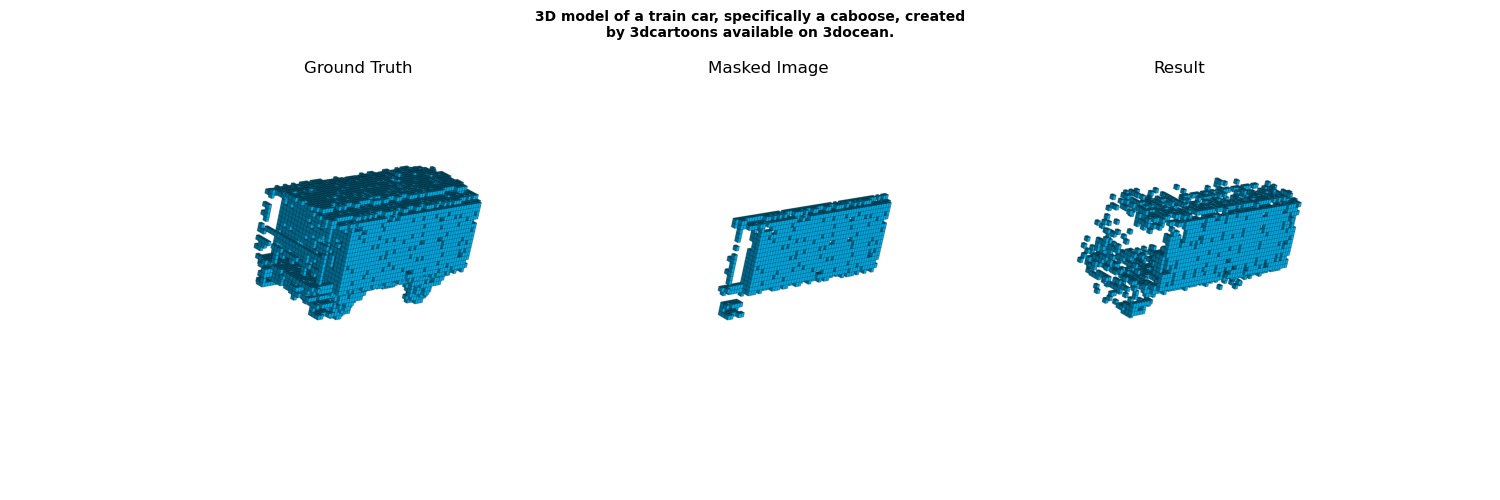 3D model of a train car, specifically a caboose, created
by 3dcartoons available on 3docean.
Ground Truth
Masked Image
Result